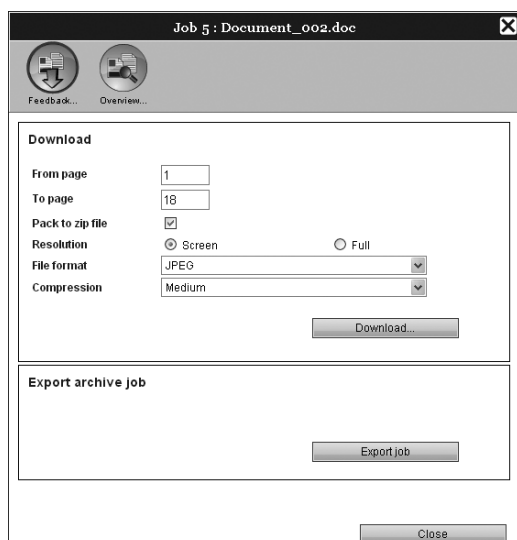 Job 5 : Document_002.doc
Feedback... Overview...
Download
From page 1
To page 18
Pack to zip file
Resolution Screen Full
File format JPEG
Compression Medium
Download...
Export archive job
Export job
Close